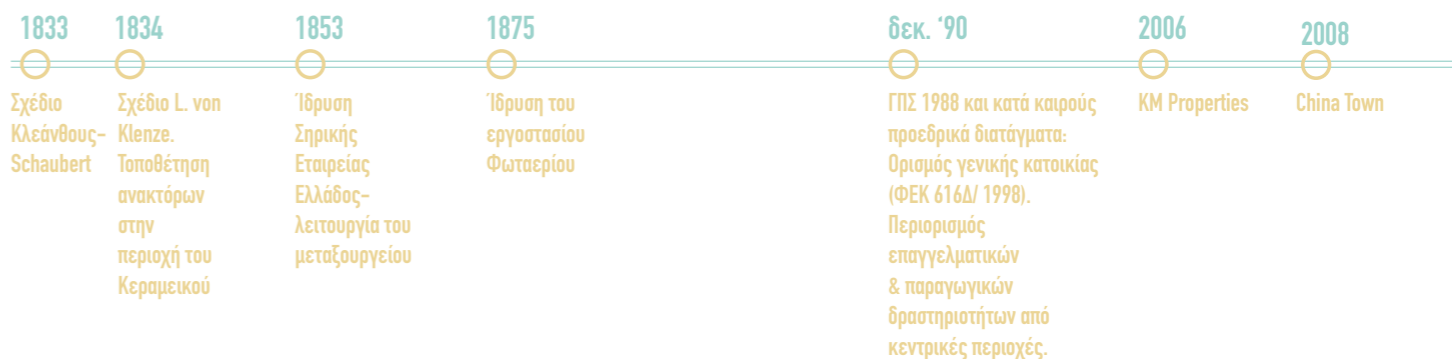 1833
Σχέδιο
Κλεάνθους-
Schaubert
1834
Σχέδιο L. von
Klenze.
Τοποθέτηση
ανακτόρων
στην
περιοχή του
Κεραμεικού
1853
Ίδρυση
Σηρικής
Εταιρείας
Ελλάδος-
λειτουργία του
μεταξουργείου
1875
Ίδρυση του
εργοστασίου
Φωταερίου
δεκ. ‘90
ΓΠΣ 1988 και κατά καιρούς
προεδρικά διατάγματα:
Ορισμός γενικής κατοικίας
(ΦΕΚ 616Δ/ 1998).
Περιορισμός
επαγγελματικών
& παραγωγικών
δραστηριοτήτων από
κεντρικές περιοχές.
2006
KM Properties
2008
China Town